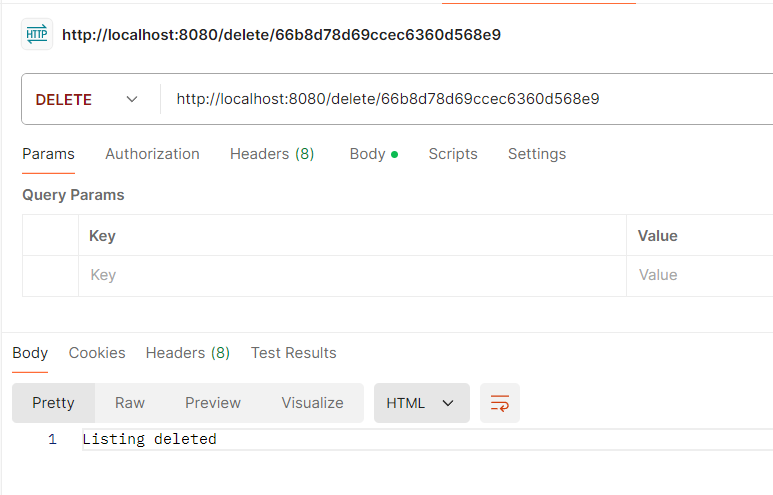 HTTP http://localhost:8080/delete/66b8d78d69ccec6360d568e9
DELETE http://localhost:8080/delete/66b8d78d69ccec6360d568e9
Params Authorization Headers (8) Body Scripts Settings
Query Params
Key Value
Key Value
Body Cookies Headers (8) Test Results
Pretty Raw Preview Visualize HTML
1 Listing deleted